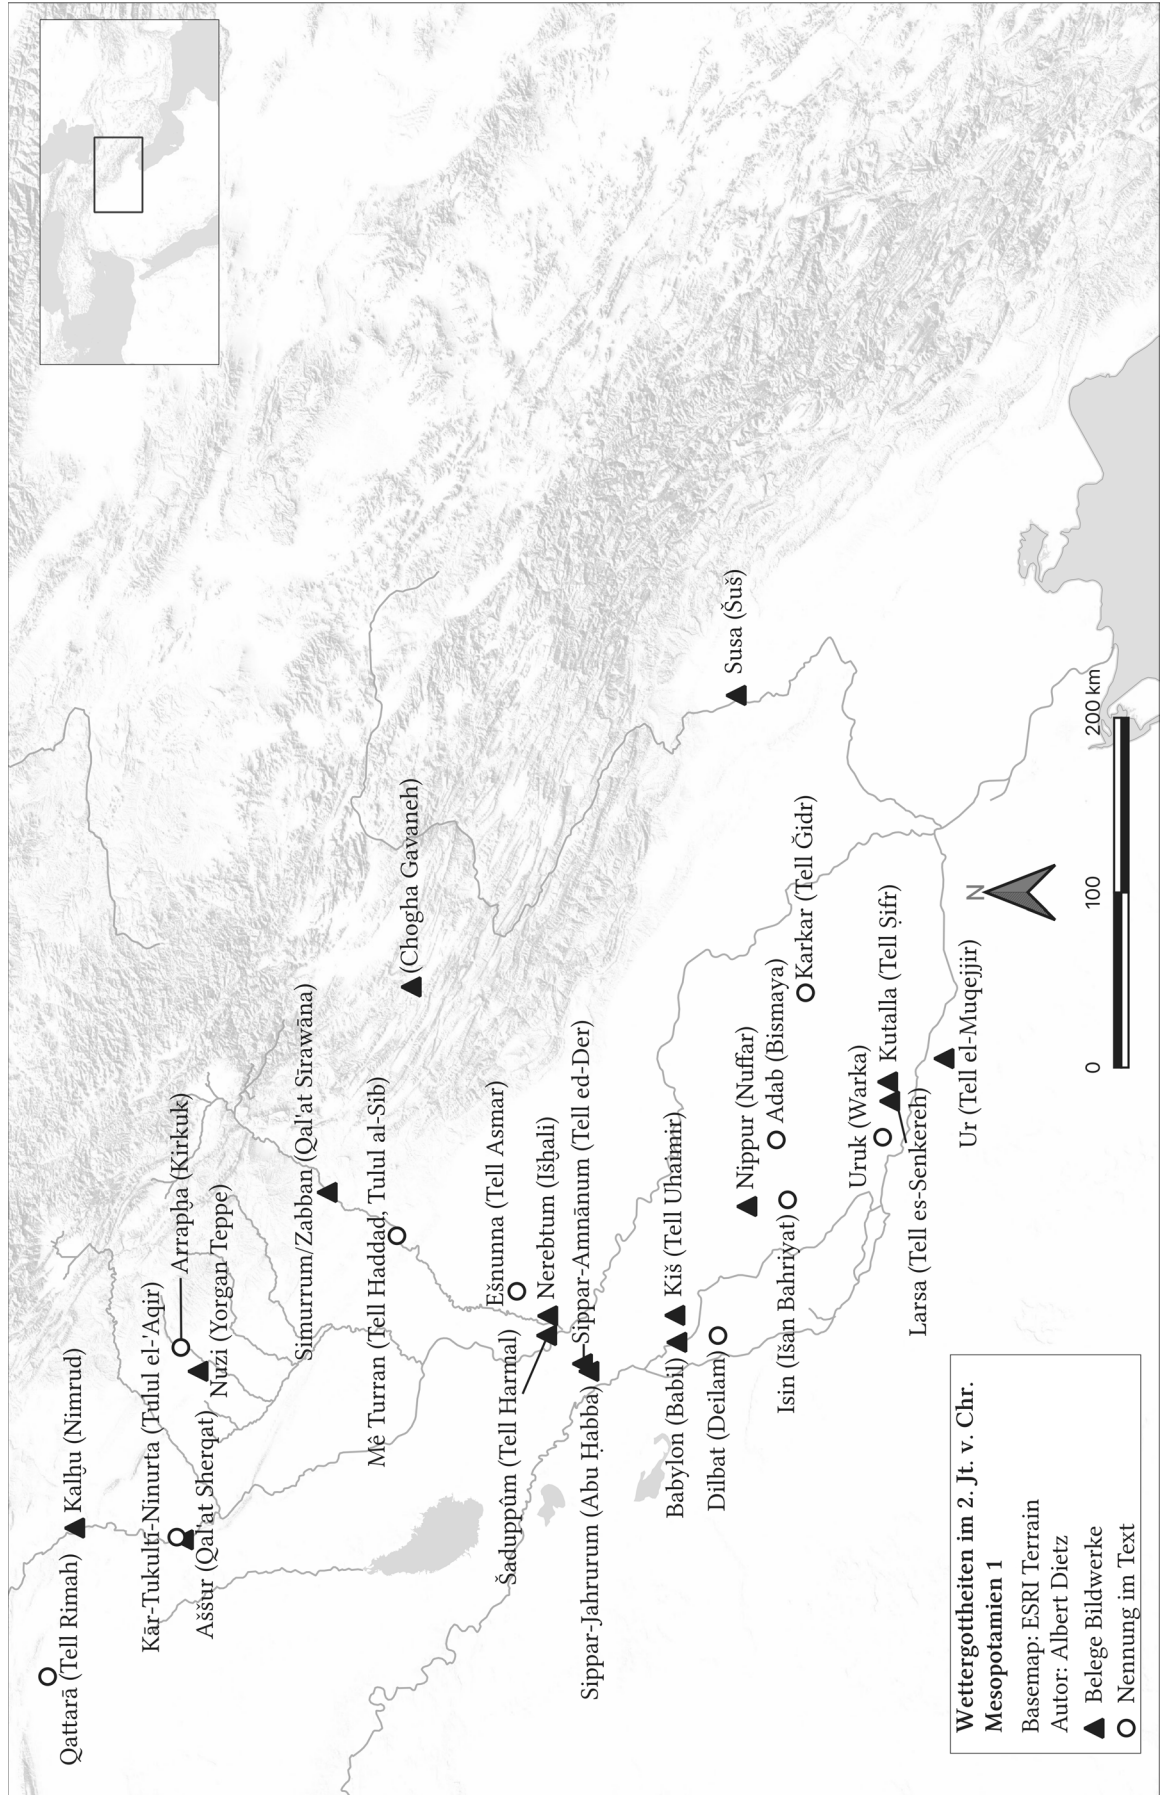 Qattarā (Tell Rimah)
Kalḫu (Nimrud)
Kār-Tukultī-Ninurta (Tulul el-ʿAqir)
Aššur (Qalʿat Sherqat)
Arrapḫa (Kirkuk)
Nuzi (Yorgan Teppe)
Simurrum/Zabban (Qal'at Sirawāna)
Mê Turran (Tell Haddad, Tulul al-Sib)
(Chogha Gavaneh)
Ešnunna (Tell Asmar)
Šaduppûm (Tell Harmal)
Nerebtum (Išḫali)
Sippar-Amnānum (Tell ed-Der)
Sippar-Jahrurum (Abu Ḥabba)
Babylon (Babil)
Kiš (Tell Uhaimir)
Dilbat (Deilam)
Nippur (Nuffar)
Adab (Bismaya)
Isin (Išan Bahriyat)
Karkar (Tell Ǧidr)
Susa (Šuš)
Uruk (Warka)
Kutalla (Tell Ṣifr)
Larsa (Tell es-Senkereh)
Ur (Tell el-Muqejjir)
N
0 100 200 km
Wettergottheiten im 2. Jt. v. Chr.
Mesopotamien 1
Basemap: ESRI Terrain
Autor: Albert Dietz
Belege Bildwerke
Nennung im Text